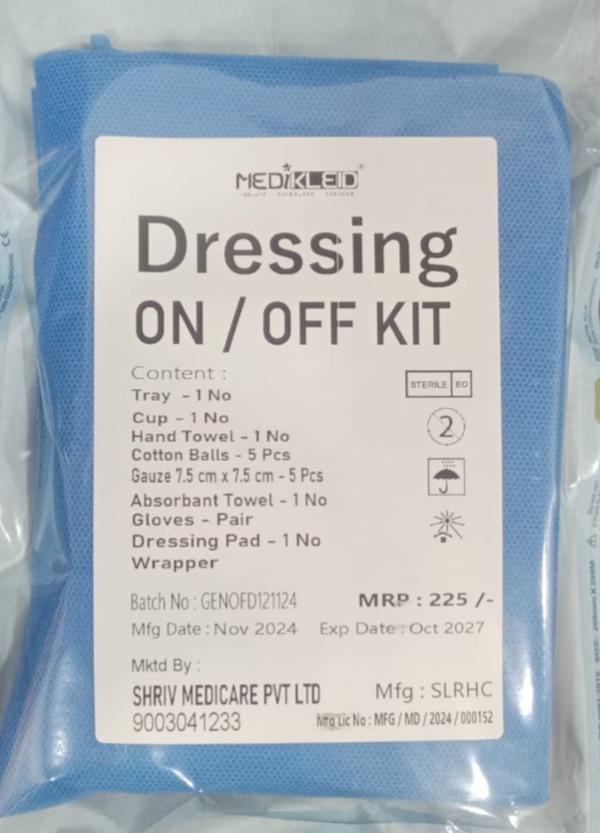 MEDiKLEID
Dressing
ON / OFF KIT
Content :
STERILE EO
Tray - 1 No
Cup - 1 No
2
Hand Towel - 1 No
Cotton Balls - 5 Pcs
Gauze 7.5 cm x 7.5 cm - 5 Pcs
Absorbant Towel - 1 No
Gloves - Pair
Dressing Pad - 1 No
Wrapper
Batch No : GENOFD121124 MRP : 225 /-
Mfg Date : Nov 2024 Exp Date : Oct 2027
Mktd By :
SHRIV MEDICARE PVT LTD Mfg : SLRHC
9003041233 Mfg Lic No : MFG / MD / 2024 / 000152